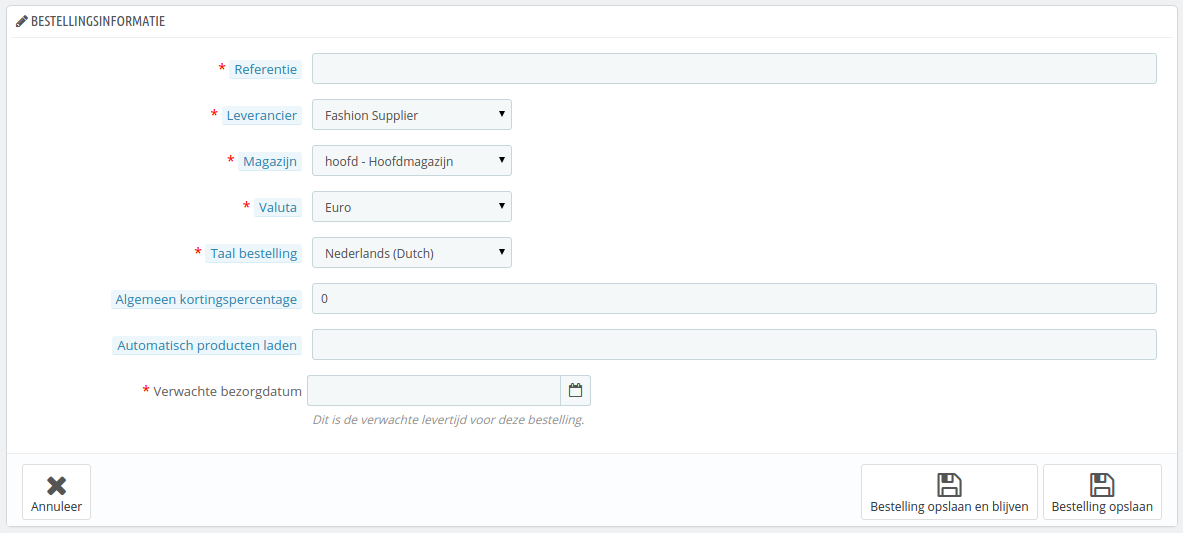 BESTELLINGSINFORMATIE
* Referentie
* Leverancier Fashion Supplier
* Magazijn hoofd - Hoofdmagazijn
* Valuta Euro
* Taal bestelling Nederlands (Dutch)
Algemeen kortingspercentage 0
Automatisch producten laden
* Verwachte bezorgdatum
Dit is de verwachte levertijd voor deze bestelling.
Annuleer Bestelling opslaan en blijven Bestelling opslaan